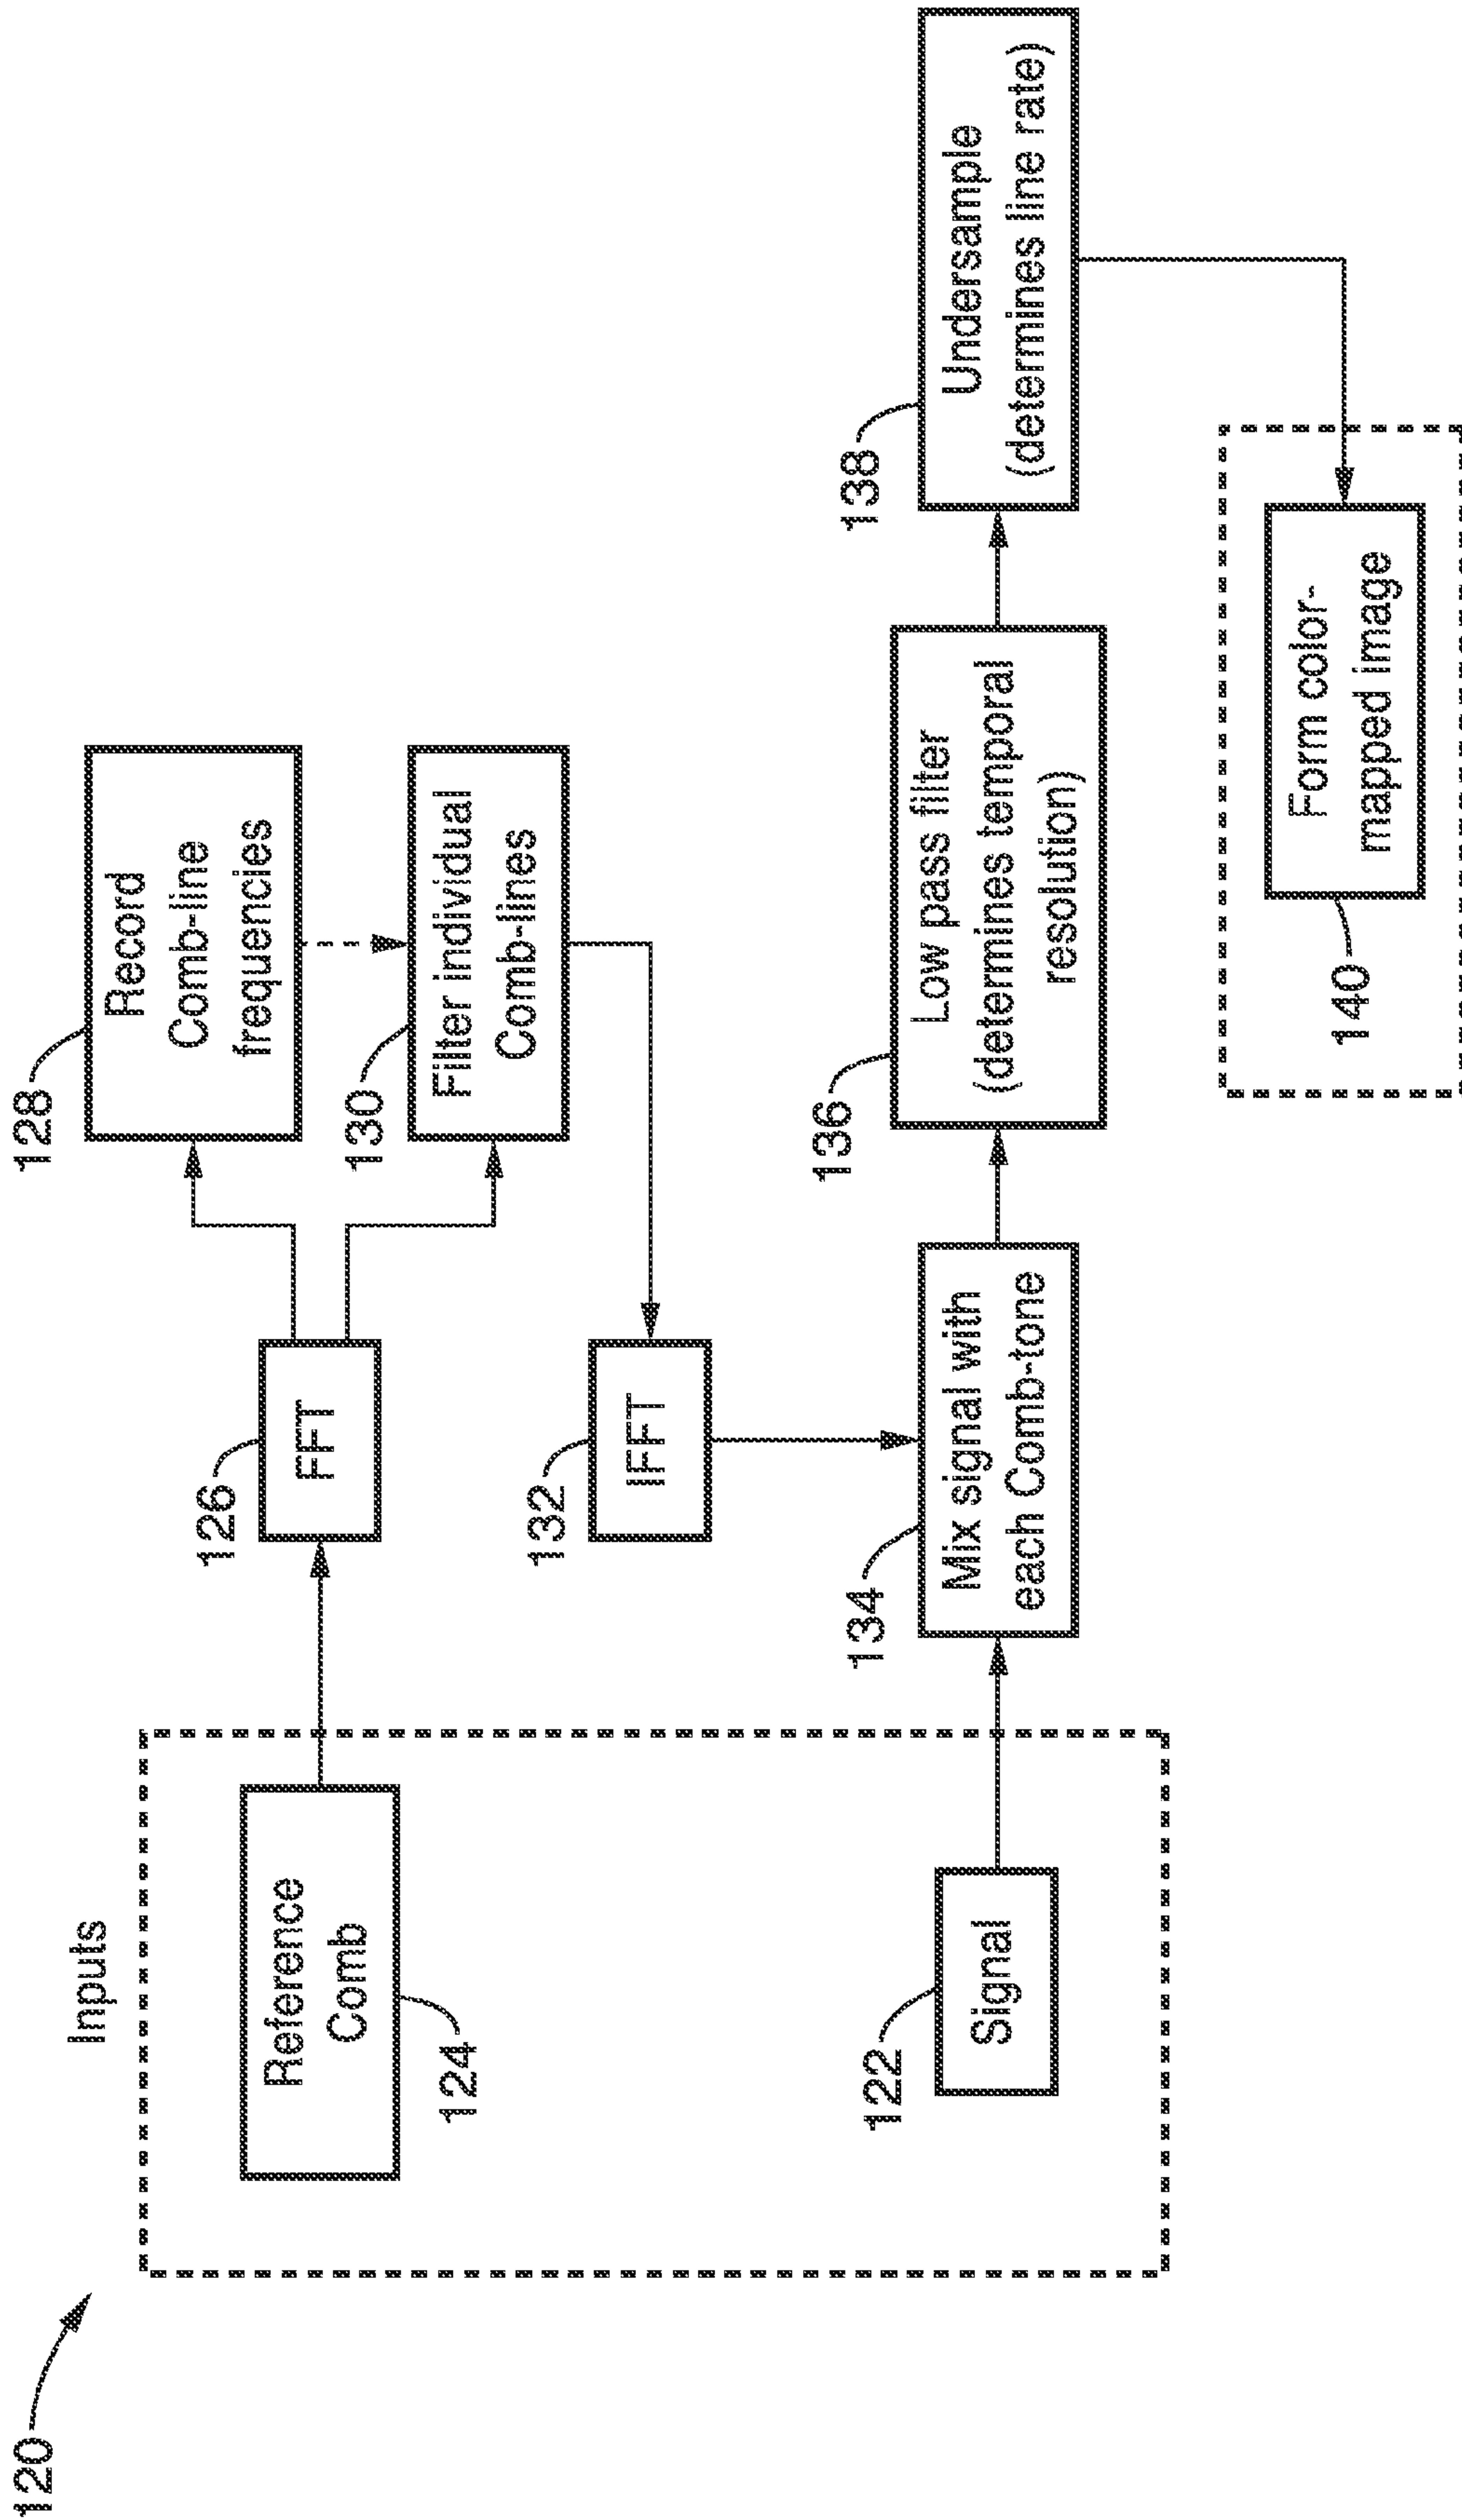 120
Inputs
Reference
Comb
124
126
FFT
128
Record
Comb-line
frequencies
130
Filter individual
Comb-lines
132
IFFT
122
Signal
134
Mix signal with
each Comb-tone
136
Low pass filter
(determines temporal
resolution)
138
Undersample
(determines line rate)
140
Form color-
mapped image